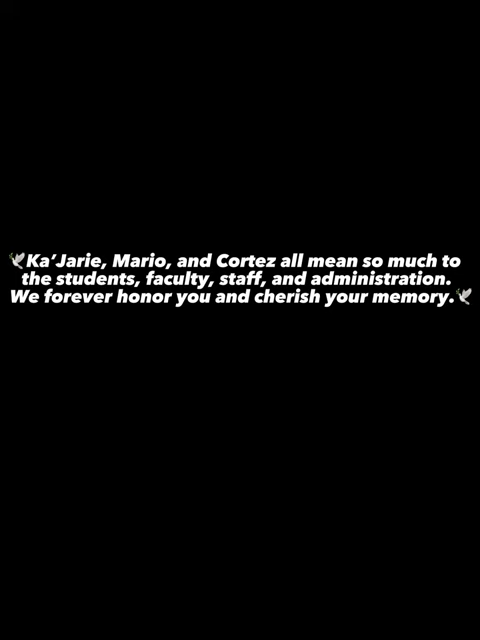 🕊️Ka’Jarie, Mario, and Cortez all mean so much to
the students, faculty, staff, and administration.
We forever honor you and cherish your memory.🕊️